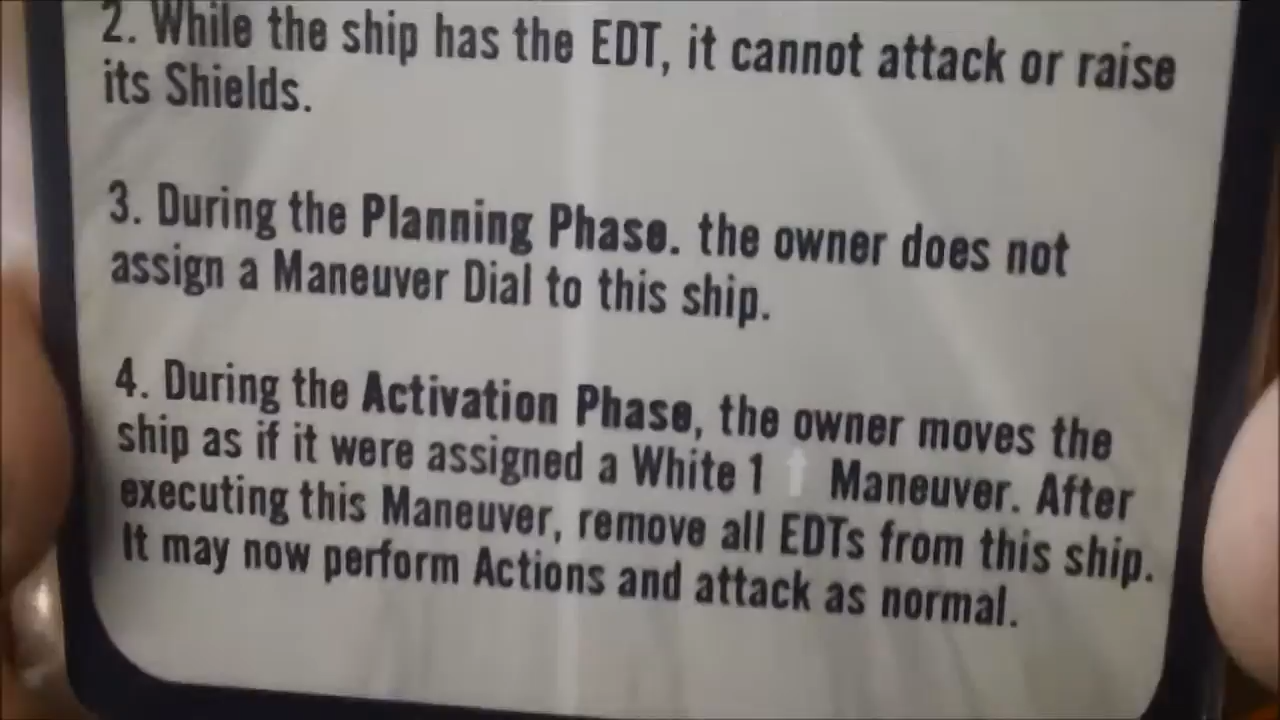 2. While the ship has the EDT, it cannot attack or raise
its Shields.
3. During the Planning Phase. the owner does not
assign a Maneuver Dial to this ship.
4. During the Activation Phase, the owner moves the
ship as if it were assigned a White 1 ⬆ Maneuver. After
executing this Maneuver, remove all EDTs from this ship.
It may now perform Actions and attack as normal.